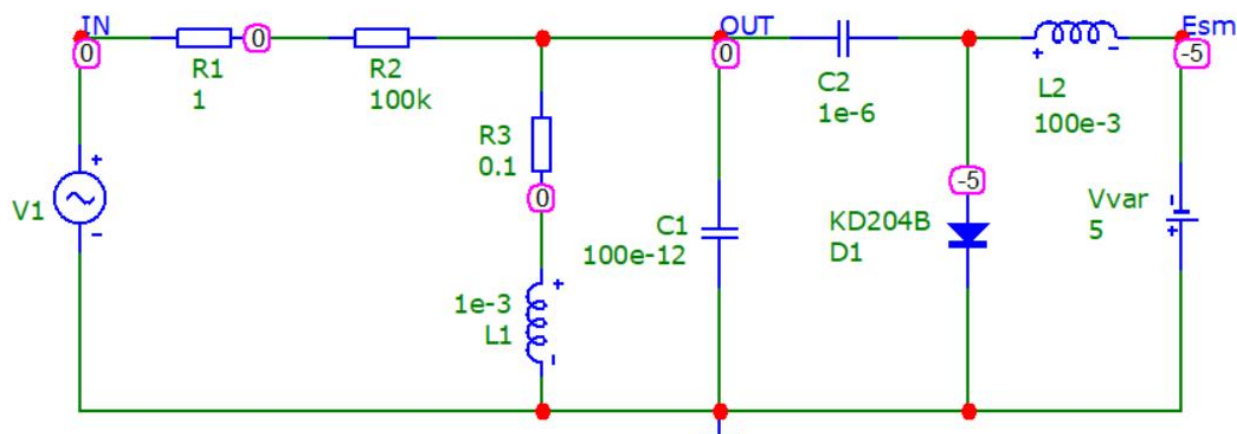 IN
0
R1
1
0
R2
100k
R3
0.1
0
1e-3
L1
OUT
0
C1
100e-12
C2
1e-6
-5
KD204B
D1
L2
100e-3
Esm
-5
Vvar
5
V1